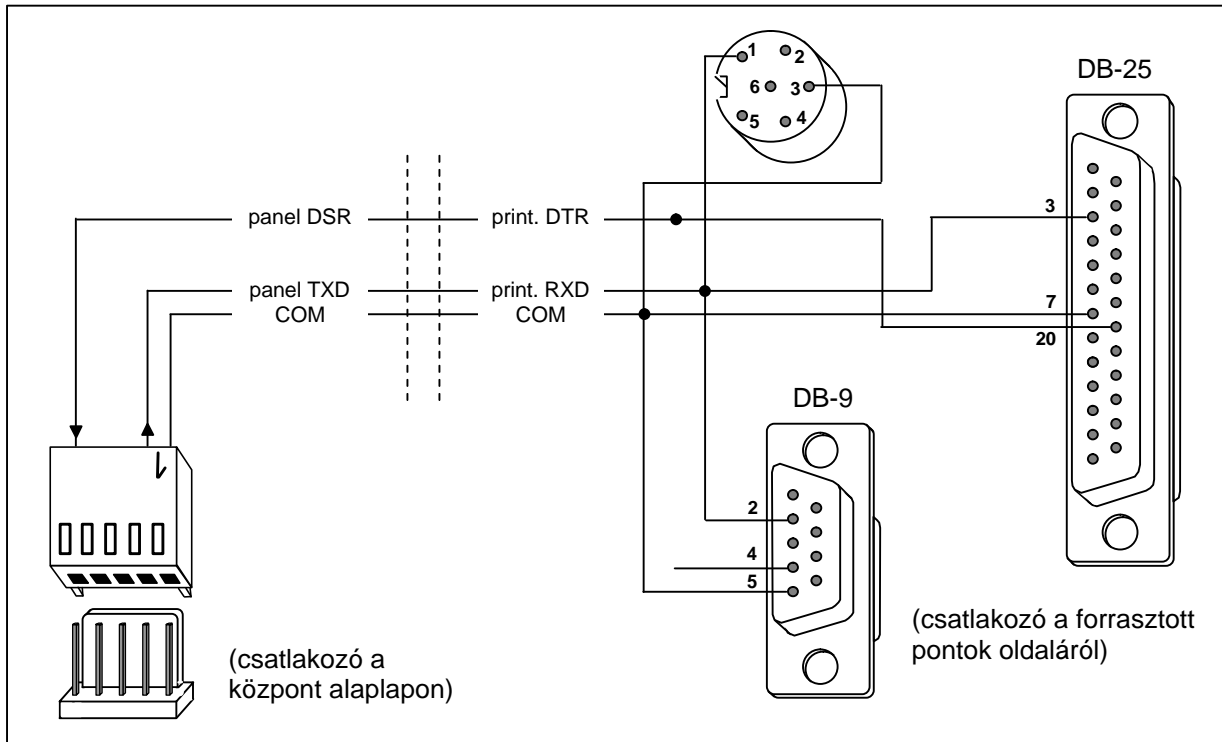 1
2
6
3
5
4
DB-25
panel DSR
print. DTR
3
panel TXD
print. RXD
COM
COM
7
20
DB-9
2
4
5
(csatlakozó a forrasztott
pontok oldaláról)
(csatlakozó a
központ alaplapon)